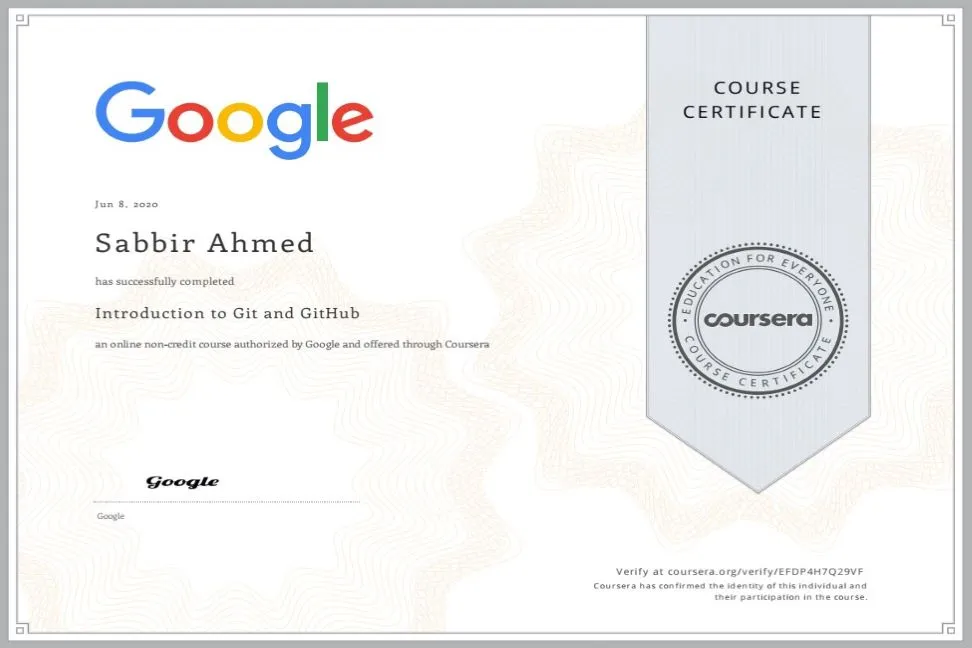 Google
COURSE
CERTIFICATE
Jun 8, 2020
Sabbir Ahmed
has successfully completed
Introduction to Git and GitHub
an online non-credit course authorized by Google and offered through Coursera
EDUCATION FOR EVERYONE
coursera
COURSE CERTIFICATE
Google
Google
Verify at coursera.org/verify/EFDP4H7Q29VF
Coursera has confirmed the identity of this individual and
their participation in the course.